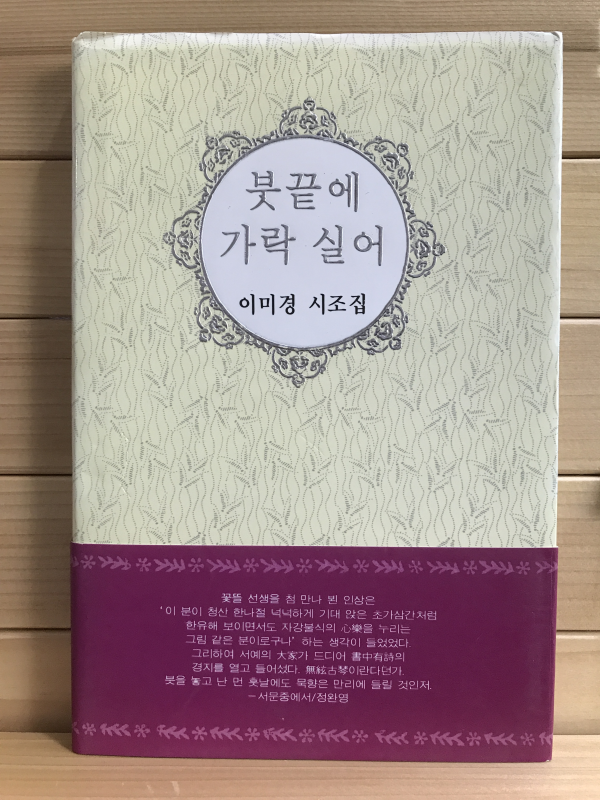 붓끝에
가락 실어
이미경 시조집
꽃뜰 선생을 첨 만나 뵌 인상은
'이 분이 청산 한나절 넉넉하게 기대 앉은 초가삼간처럼
한유해 보이면서도 자강불식의 心樂을 누리는
그림 같은 분이로구나' 하는 생각이 들었었다.
그리하여 서예의 大家가 드디어 書中有詩의
경지를 열고 들어섰다. 無絃古琴이란다던가.
붓을 놓고 난 먼 훗날에도 묵향은 만리에 들릴 것인저.
-서문중에서/정완영